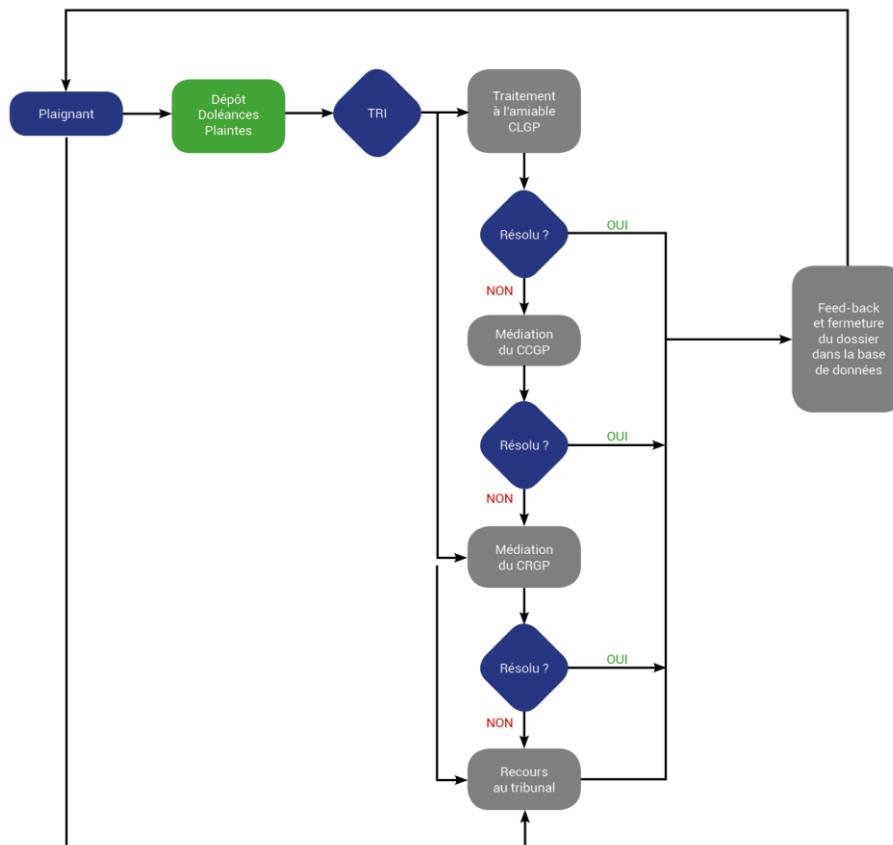 Plaignant
Dépôt
Doléances
Plaintes
TRI
Traitement
à l'amiable
CLGP
Résolu ?
OUI
NON
Médiation
du CCGP
Résolu ?
OUI
NON
Médiation
du CRGP
Résolu ?
OUI
NON
Recours
au tribunal
Feed-back
et fermeture
du dossier
dans la base
de données